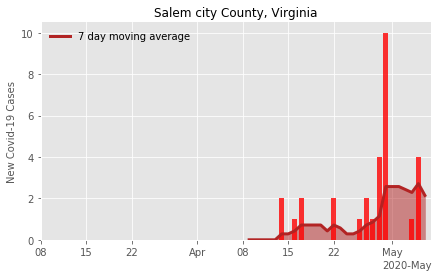 Salem city County, Virginia
7 day moving average
New Covid-19 Cases
10
8
6
4
2
0
08 15 22 Apr 08 15 22 May
2020-May